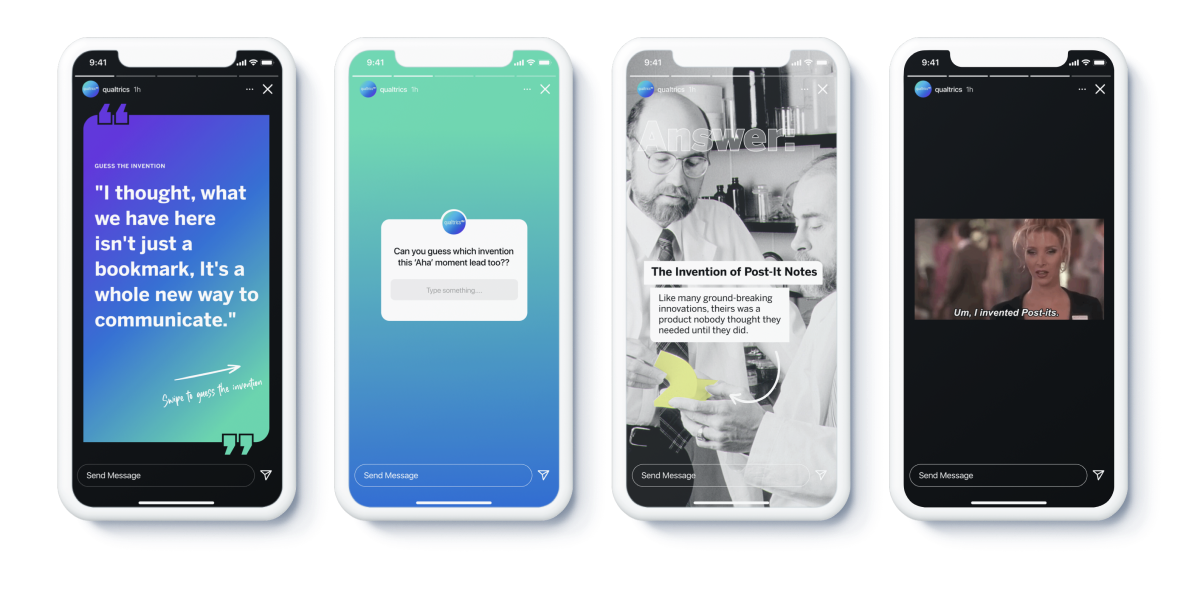 9:41
qualtrics 1h
GUESS THE INVENTION
"I thought, what
we have here
isn't just a
bookmark, It's a
whole new way to
communicate."
Swipe to guess the invention
Send Message
9:41
qualtrics 1h
qualtrics
Can you guess which invention
this 'Aha' moment lead too??
Type something...
Send Message
9:41
qualtrics 1h
Answer:
The Invention of Post-It Notes
Like many ground-breaking
innovations, theirs was a
product nobody thought they
needed until they did.
Send Message
9:41
qualtrics 1h
Um, I invented Post-its.
Send Message